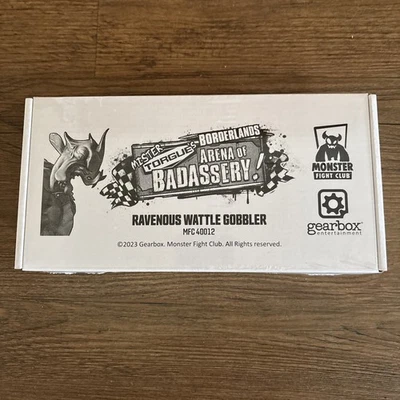 MISTER TORGUE'S
BORDERLANDS
ARENA OF
BADASSERY!
MONSTER
FIGHT CLUB
RAVENOUS WATTLE GOBBLER
MFC 40012
gearbox
entertainment
©2023 Gearbox. Monster Fight Club. All Rights reserved.